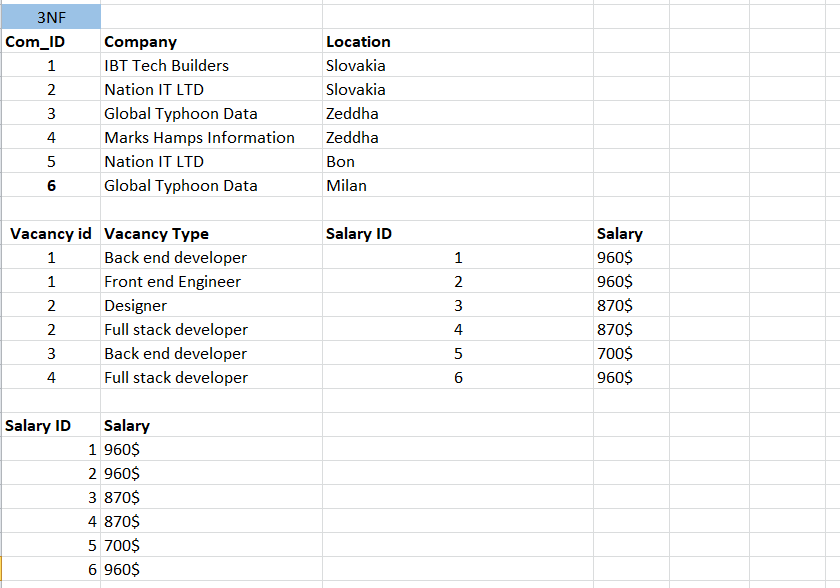 3NF
Com_ID Company Location
1 IBT Tech Builders Slovakia
2 Nation IT LTD Slovakia
3 Global Typhoon Data Zeddha
4 Marks Hamps Information Zeddha
5 Nation IT LTD Bon
6 Global Typhoon Data Milan
Vacancy id Vacancy Type Salary ID Salary
1 Back end developer 1 960$
1 Front end Engineer 2 960$
2 Designer 3 870$
2 Full stack developer 4 870$
3 Back end developer 5 700$
4 Full stack developer 6 960$
Salary ID Salary
1 960$
2 960$
3 870$
4 870$
5 700$
6 960$